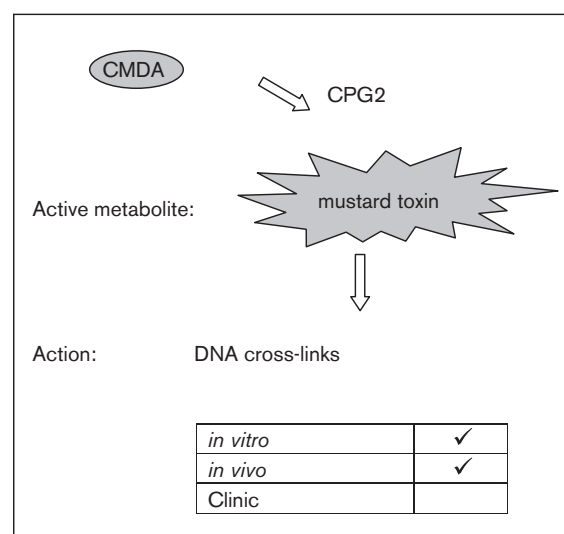 CMDA
CPG2
Active metabolite:
mustard toxin
Action:
DNA cross-links
in vitro ✓
in vivo ✓
Clinic